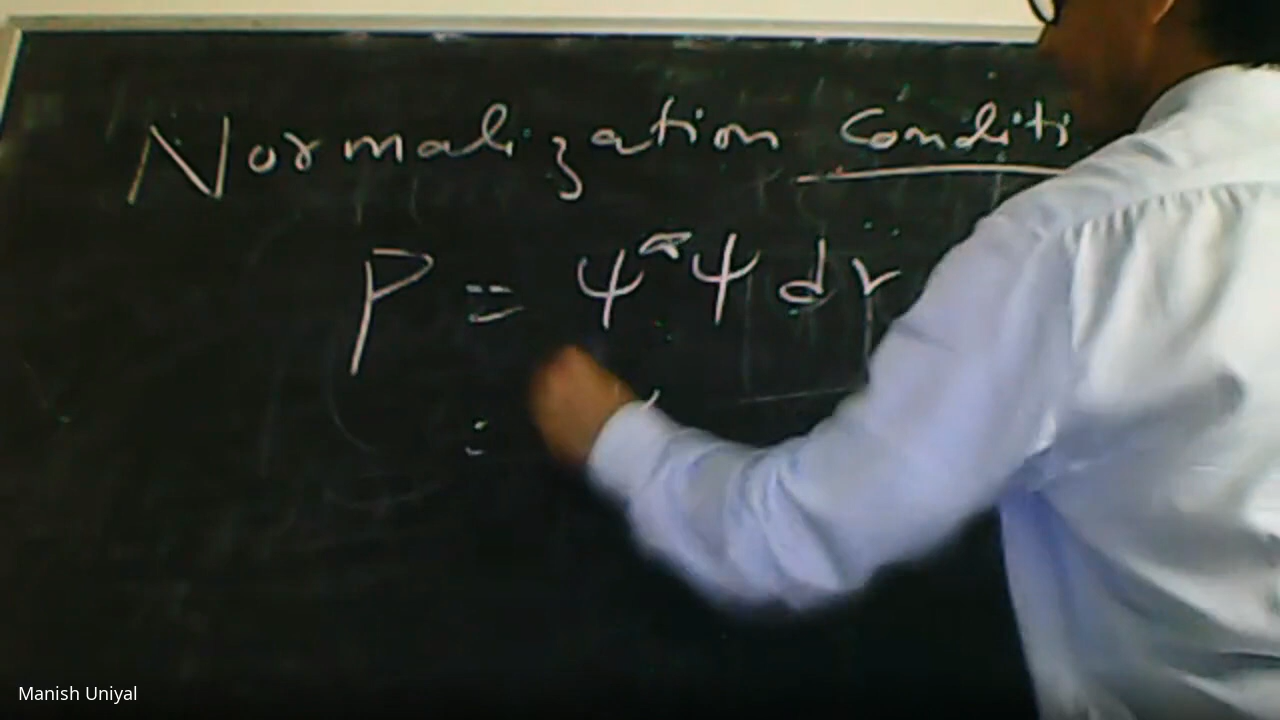 Normalization Conditi
P = ψ* ψ dr
=
Manish Uniyal